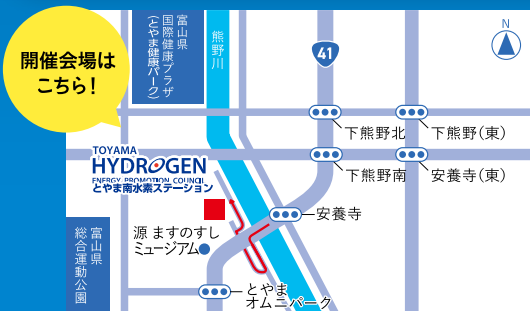 開催会場は
こちら！
富山県
国際健康プラザ
（とやま健康パーク）
熊野川
41
N
下熊野北
下熊野（東）
TOYAMA
HYDROGEN
ENERGY PROMOTION COUNCIL
とやま南水素ステーション
下熊野南
安養寺（東）
安養寺
源 ますのすし
ミュージアム
富山県
総合運動公園
とやま
オムニパーク